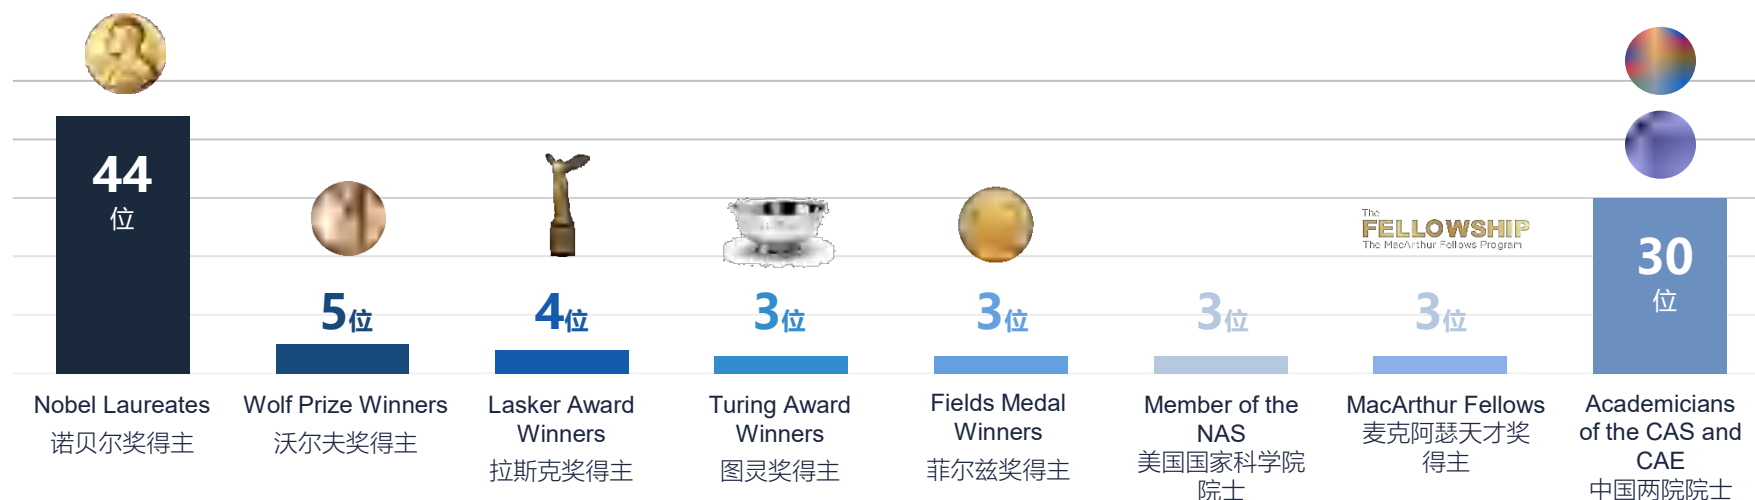 44
位
5位
4位
3位
3位
3位
The
FELLOWSHIP
The MacArthur Fellows Program
3位
30
位
Nobel Laureates
诺贝尔奖得主
Wolf Prize Winners
沃尔夫奖得主
Lasker Award
Winners
拉斯克奖得主
Turing Award
Winners
图灵奖得主
Fields Medal
Winners
菲尔兹奖得主
Member of the
NAS
美国国家科学院
院士
MacArthur Fellows
麦克阿瑟天才奖
得主
Academicians
of the CAS and
CAE
中国两院院士